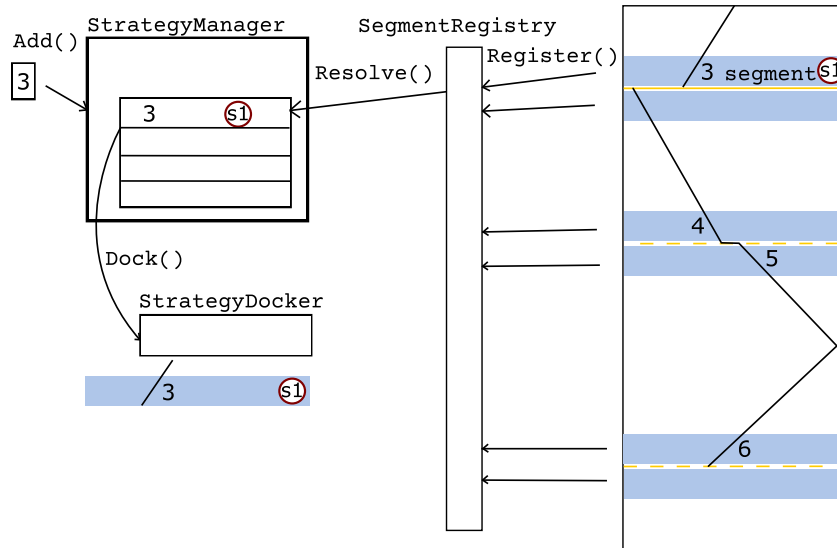 StrategyManager
SegmentRegistry
Add()
Register()
3
3 segment s1
Resolve()
3 s1
4
5
Dock()
StrategyDocker
3 s1
6